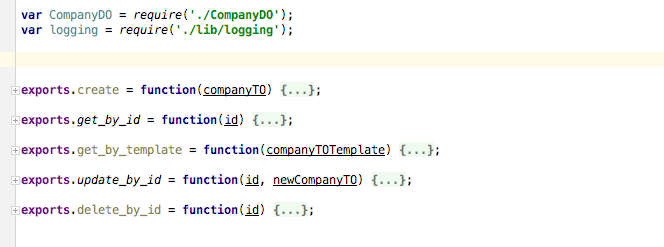 var CompanyDO = require('./CompanyDO');
var logging = require('./lib/logging');
exports.create = function(companyTO) {...};
exports.get_by_id = function(id) {...};
exports.get_by_template = function(companyTOTemplate) {...};
exports.update_by_id = function(id, newCompanyTO) {...};
exports.delete_by_id = function(id) {...};